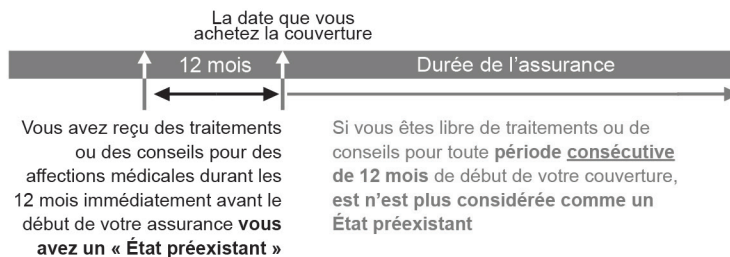 La date que vous
achetez la couverture
12 mois
Durée de l’assurance
Vous avez reçu des traitements
ou des conseils pour des
affections médicales durant les
12 mois immédiatement avant le
début de votre assurance vous
avez un « État préexistant »
Si vous êtes libre de traitements ou de
conseils pour toute période consécutive
de 12 mois de début de votre couverture,
est n’est plus considérée comme un
État préexistant